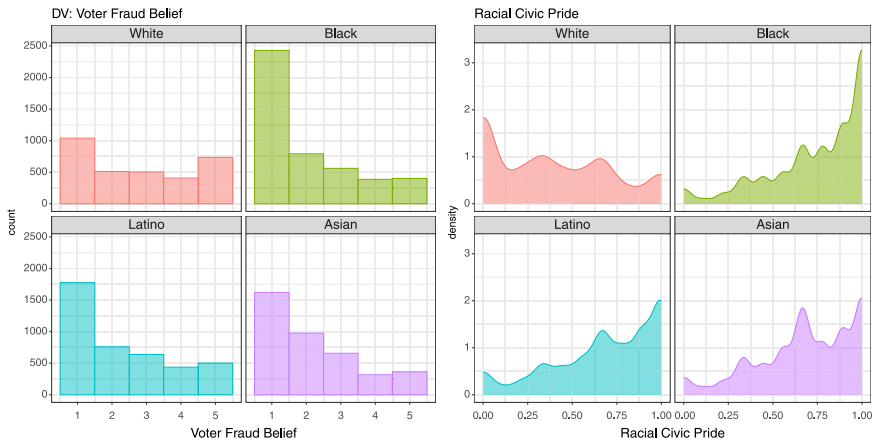 DV: Voter Fraud Belief
White
Black
2500
2000
1500
1000
500
0
Latino
Asian
2500
2000
1500
1000
500
0
count
1 2 3 4 5
1 2 3 4 5
Voter Fraud Belief
Racial Civic Pride
White
Black
3
2
1
0
Latino
Asian
3
2
1
0
density
0.00 0.25 0.50 0.75 1.00
0.00 0.25 0.50 0.75 1.00
Racial Civic Pride